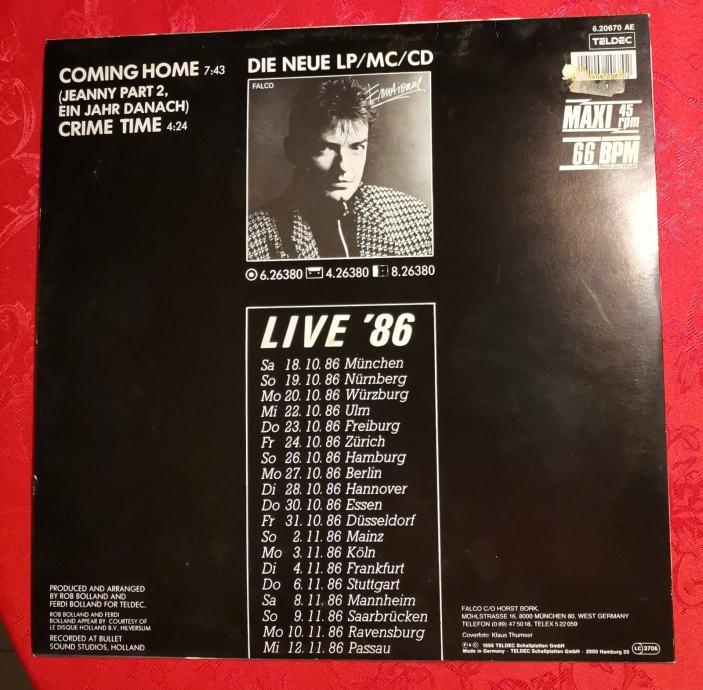 COMING HOME 7:43
(JEANNY PART 2,
EIN JAHR DANACH)
CRIME TIME 4:24
DIE NEUE LP/MC/CD
FALCO
Emotional
6.26380 4.26380 8.26380
6.20670 AE
TELDEC
MAXI 45 rpm
66 BPM
LIVE '86
Sa 18.10.86 München
So 19.10.86 Nürnberg
Mo 20.10.86 Würzburg
Mi 22.10.86 Ulm
Do 23.10.86 Freiburg
Fr 24.10.86 Zürich
So 26.10.86 Hamburg
Mo 27.10.86 Berlin
Di 28.10.86 Hannover
Do 30.10.86 Essen
Fr 31.10.86 Düsseldorf
So 2.11.86 Mainz
Mo 3.11.86 Köln
Di 4.11.86 Frankfurt
Do 6.11.86 Stuttgart
Sa 8.11.86 Mannheim
So 9.11.86 Saarbrücken
Mo 10.11.86 Ravensburg
Mi 12.11.86 Passau
PRODUCED AND ARRANGED
BY ROB BOLLAND AND
FERDI BOLLAND FOR TELDEC.
ROB BOLLAND AND FERDI
BOLLAND APPEAR BY COURTESY OF
LE DISQUE HOLLAND B.V., HILVERSUM
RECORDED AT BULLET
SOUND STUDIOS, HOLLAND
FALCO C/O HORST BORK,
MÖHLSTRASSE 16, 8000 MÜNCHEN 80, WEST GERMANY
TELEFON (0 89) 47 50 18, TELEX 5 22 059
Coverfoto: Klaus Thumser
℗ © 1986 TELDEC Schallplatten GmbH
Made in Germany · TELDEC Schallplatten GmbH · 2000 Hamburg 20
LC 3706